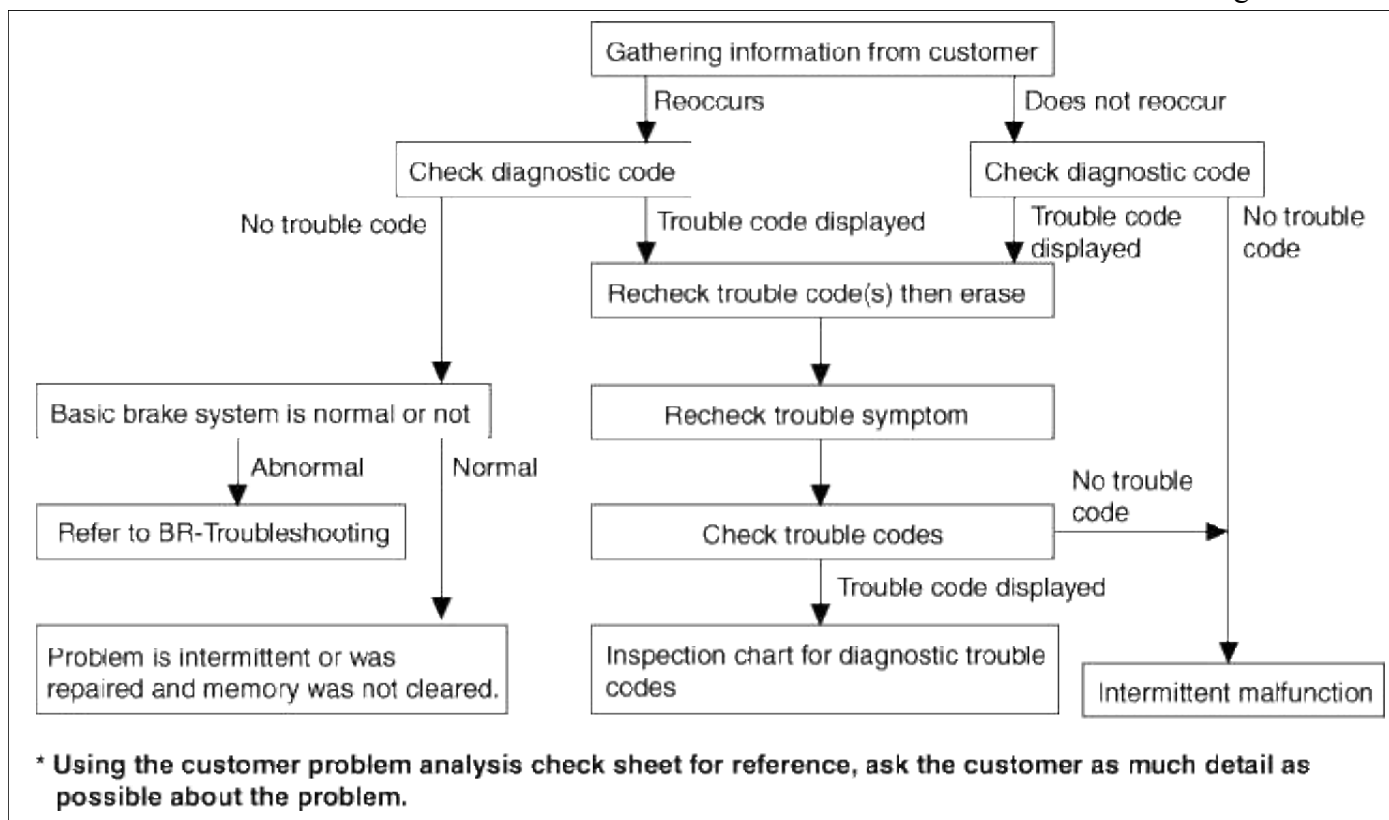 Gathering information from customer
Reoccurs
Does not reoccur
Check diagnostic code
Check diagnostic code
No trouble code
Trouble code displayed
Trouble code
displayed
No trouble
code
Recheck trouble code(s) then erase
Basic brake system is normal or not
Recheck trouble symptom
Abnormal
Normal
No trouble
code
Refer to BR-Troubleshooting
Check trouble codes
Trouble code displayed
Problem is intermittent or was
repaired and memory was not cleared.
Inspection chart for diagnostic trouble
codes
Intermittent malfunction
* Using the customer problem analysis check sheet for reference, ask the customer as much detail as
possible about the problem.